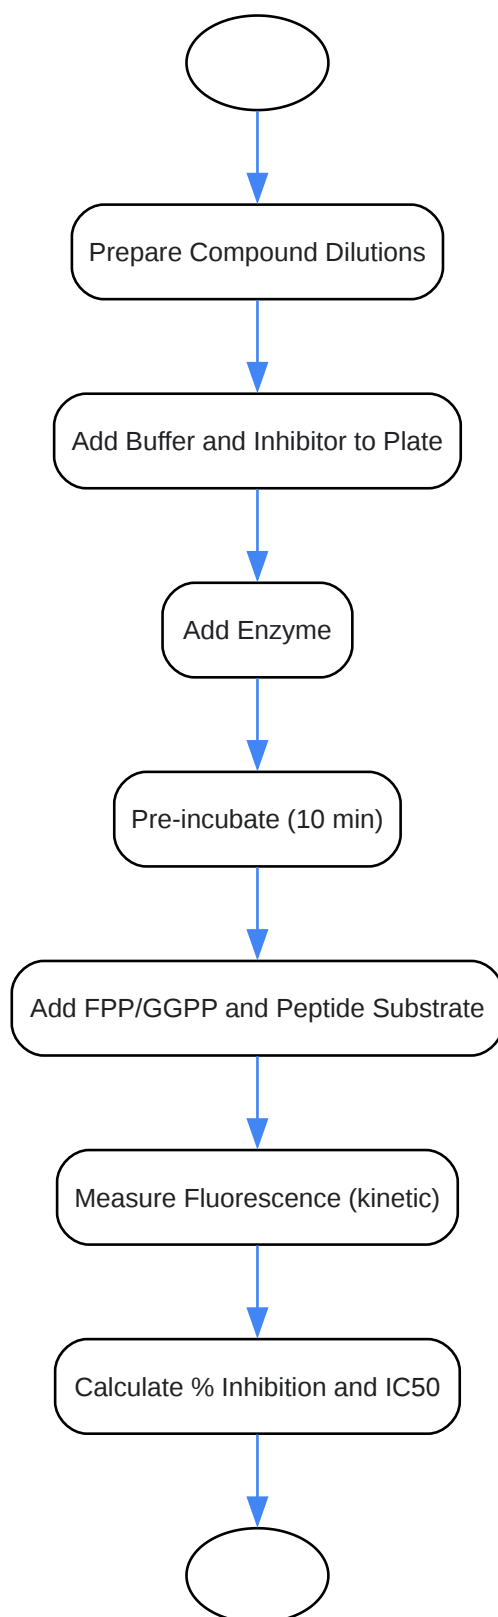 Prepare Compound Dilutions
Add Buffer and Inhibitor to Plate
Add Enzyme
Pre-incubate (10 min)
Add FPP/GGPP and Peptide Substrate
Measure Fluorescence (kinetic)
Calculate % Inhibition and IC50